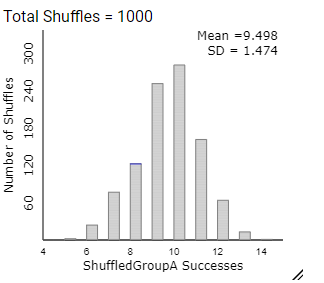 Total Shuffles = 1000
Mean =9.498
SD = 1.474
Number of Shuffles
300
240
180
120
60
4 6 8 10 12 14
ShuffledGroupA Successes